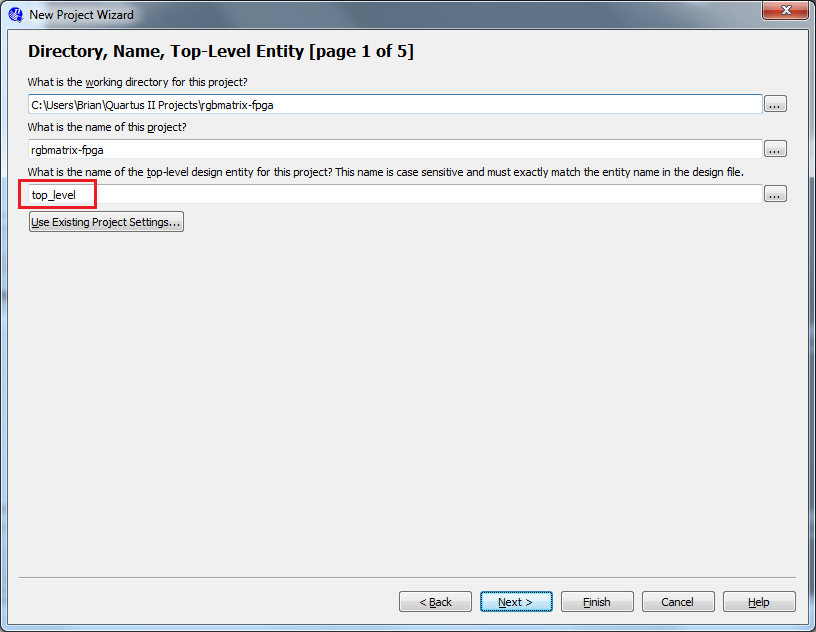 New Project Wizard
Directory, Name, Top-Level Entity [page 1 of 5]
What is the working directory for this project?
C:\Users\Brian\Quartus II Projects\rgbmatrix-fpga
...
What is the name of this project?
rgbmatrix-fpga
...
What is the name of the top-level design entity for this project? This name is case sensitive and must exactly match the entity name in the design file.
top_level
...
Use Existing Project Settings...
< Back Next > Finish Cancel Help